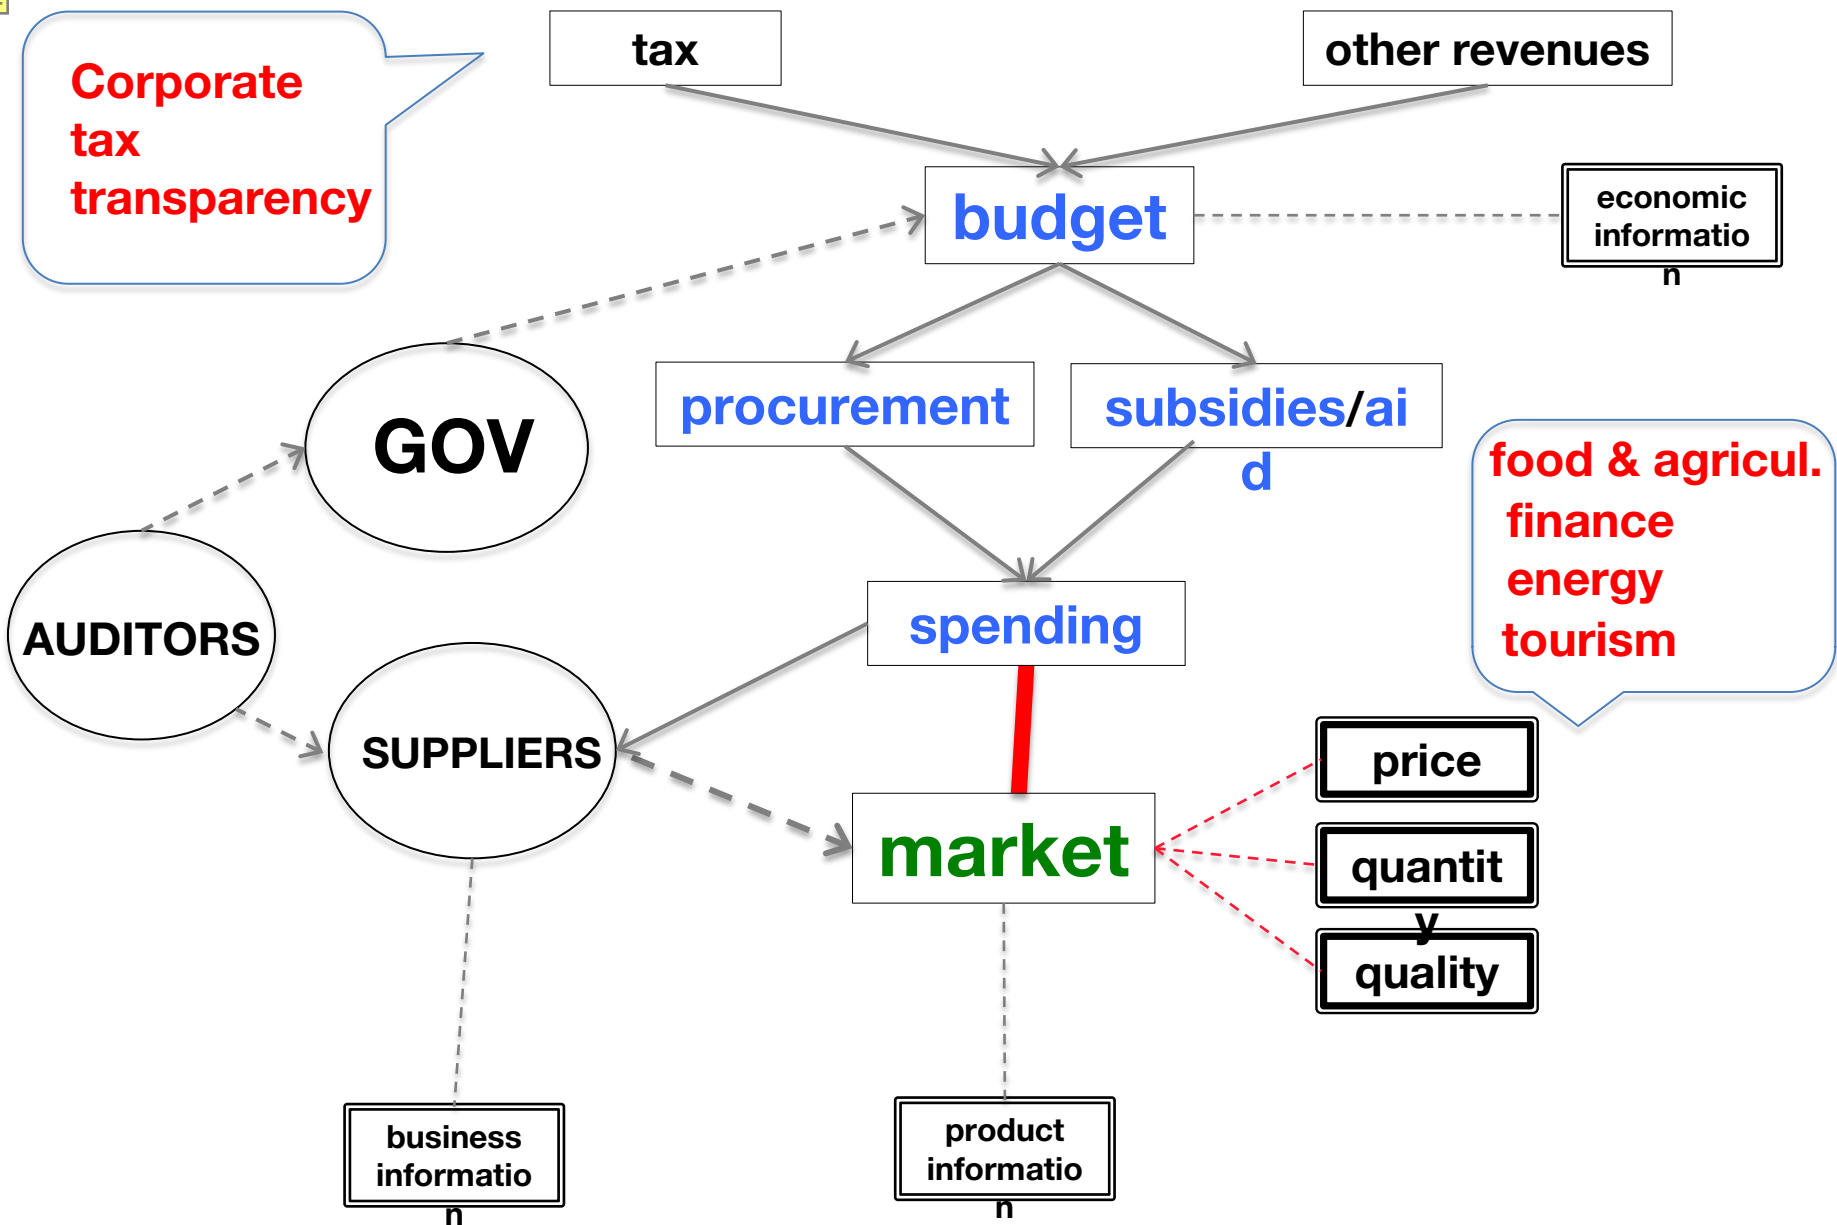 Corporate
tax
transparency
tax
other revenues
budget
economic
informatio
n
GOV
procurement
subsidies/ai
d
food & agricul.
finance
energy
tourism
AUDITORS
spending
SUPPLIERS
market
price
quantit
y
quality
business
informatio
n
product
informatio
n